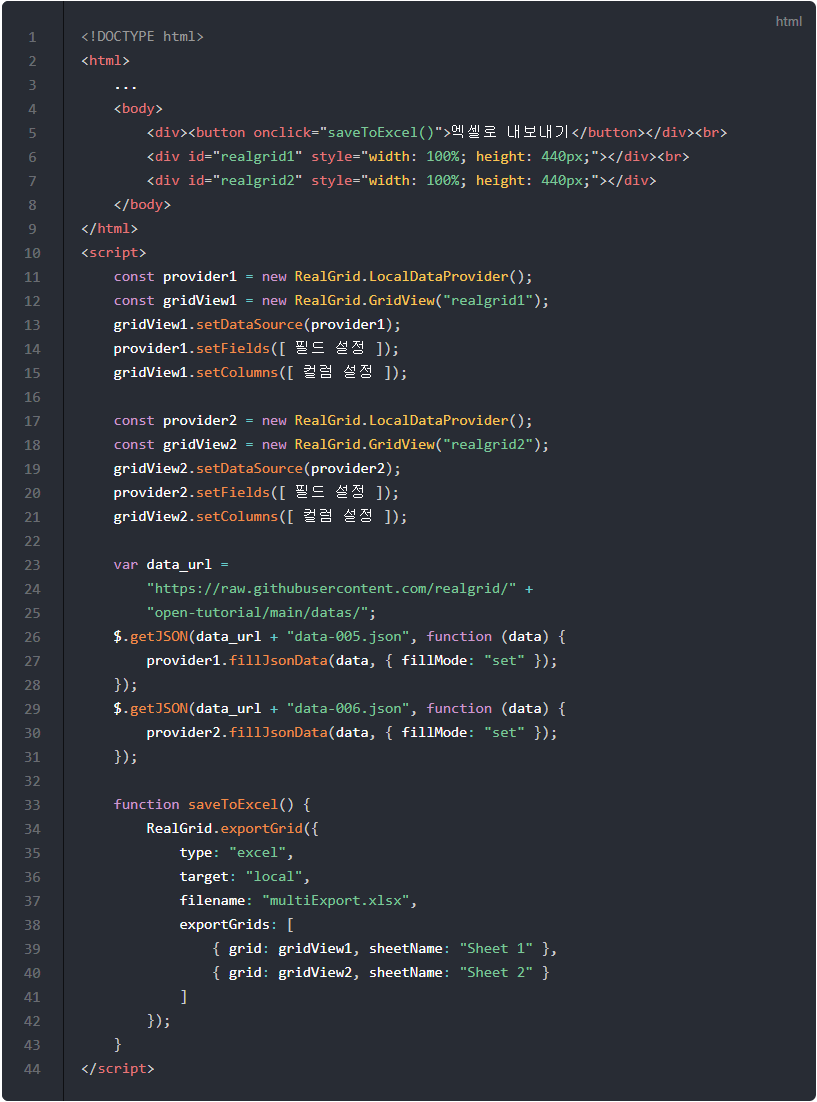 html
1 <!DOCTYPE html>
2 <html>
3     ...
4     <body>
5         <div><button onclick="saveToExcel()">엑셀로 내보내기</button></div><br>
6         <div id="realgrid1" style="width: 100%; height: 440px;"></div><br>
7         <div id="realgrid2" style="width: 100%; height: 440px;"></div>
8     </body>
9 </html>
10 <script>
11     const provider1 = new RealGrid.LocalDataProvider();
12     const gridView1 = new RealGrid.GridView("realgrid1");
13     gridView1.setDataSource(provider1);
14     provider1.setFields([ 필드 설정 ]);
15     gridView1.setColumns([ 컬럼 설정 ]);
16
17     const provider2 = new RealGrid.LocalDataProvider();
18     const gridView2 = new RealGrid.GridView("realgrid2");
19     gridView2.setDataSource(provider2);
20     provider2.setFields([ 필드 설정 ]);
21     gridView2.setColumns([ 컬럼 설정 ]);
22
23     var data_url =
24         "https://raw.githubusercontent.com/realgrid/" +
25         "open-tutorial/main/datas/";
26     $.getJSON(data_url + "data-005.json", function (data) {
27         provider1.fillJsonData(data, { fillMode: "set" });
28     });
29     $.getJSON(data_url + "data-006.json", function (data) {
30         provider2.fillJsonData(data, { fillMode: "set" });
31     });
32
33     function saveToExcel() {
34         RealGrid.exportGrid({
35             type: "excel",
36             target: "local",
37             filename: "multiExport.xlsx",
38             exportGrids: [
39                 { grid: gridView1, sheetName: "Sheet 1" },
40                 { grid: gridView2, sheetName: "Sheet 2" }
41             ]
42         });
43     }
44 </script>